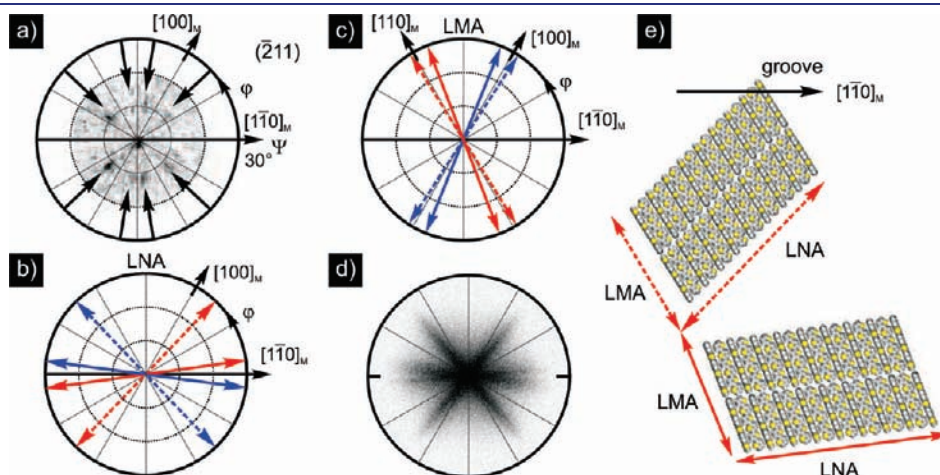 a)
[100]M
(2̄11)
φ
[11̄0]M
30° Ψ
b)
LNA
[100]M
φ
[11̄0]M
c)
[110]M
LMA
[100]M
φ
[11̄0]M
d)
e)
groove
[11̄0]M
LMA
LNA
LMA
LNA